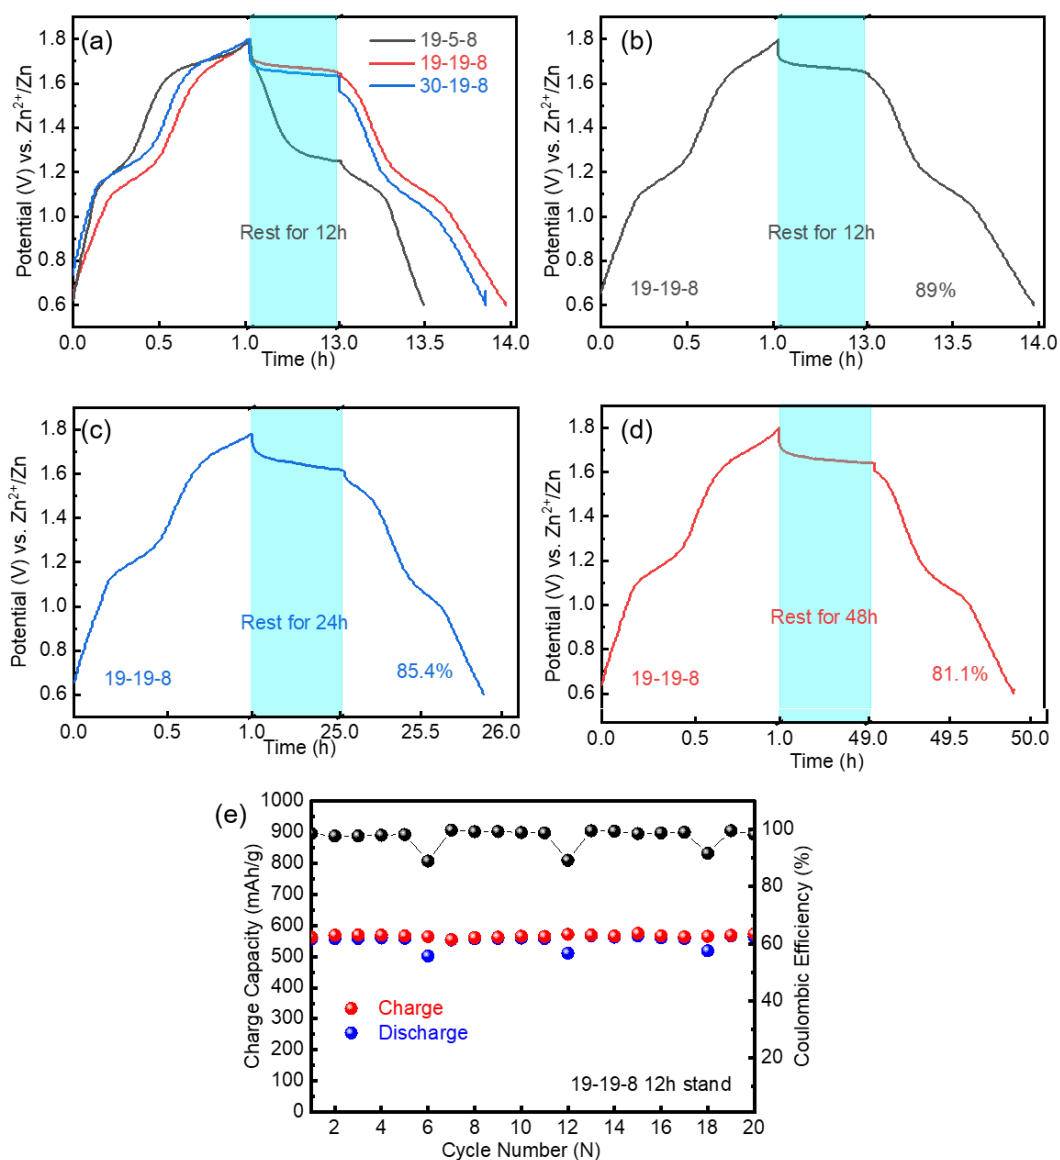 (a)
19-5-8
19-19-8
30-19-8
1.8
1.6
1.4
1.2
1.0
0.8
0.6
Potential (V) vs. Zn²⁺/Zn
Rest for 12h
0.0 0.5 1.0 13.0 13.5 14.0
Time (h)
(b)
1.8
1.6
1.4
1.2
1.0
0.8
0.6
Potential (V) vs. Zn²⁺/Zn
Rest for 12h
19-19-8
89%
0.0 0.5 1.0 13.0 13.5 14.0
Time (h)
(c)
1.8
1.6
1.4
1.2
1.0
0.8
0.6
Potential (V) vs. Zn²⁺/Zn
Rest for 24h
19-19-8
85.4%
0.0 0.5 1.0 25.0 25.5 26.0
Time (h)
(d)
1.8
1.6
1.4
1.2
1.0
0.8
0.6
Potential (V) vs. Zn²⁺/Zn
Rest for 48h
19-19-8
81.1%
0.0 0.5 1.0 49.0 49.5 50.0
Time (h)
(e)
1000
900
800
700
600
500
400
300
200
100
0
Charge Capacity (mAh/g)
100
80
60
40
20
Coulombic Efficiency (%)
Charge
Discharge
19-19-8 12h stand
2 4 6 8 10 12 14 16 18 20
Cycle Number (N)